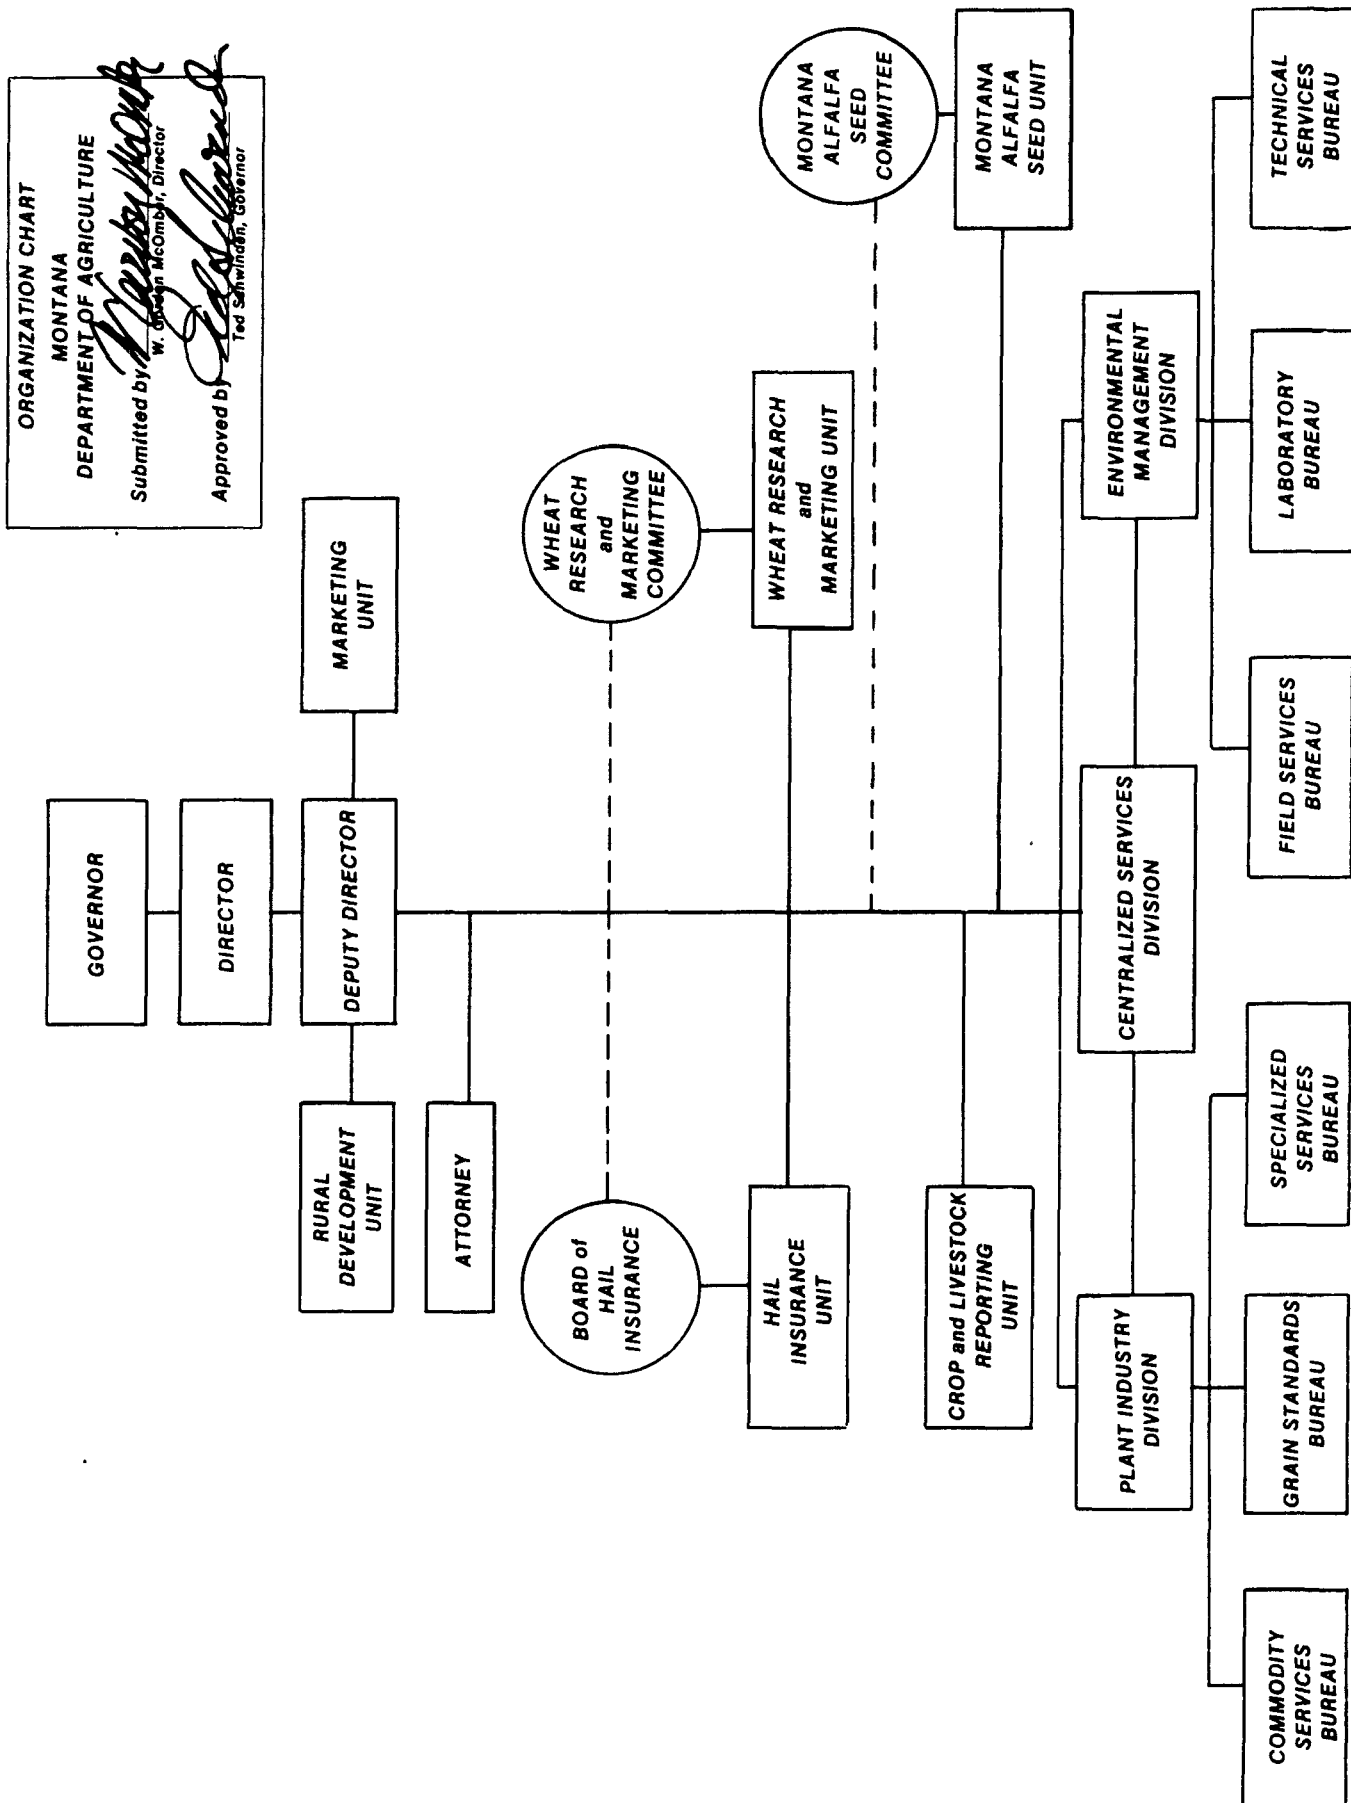 ORGANIZATION CHART
MONTANA
DEPARTMENT OF AGRICULTURE
Submitted by
W. Gordon McOmber, Director
Approved by
Ted Schwinden, Governor
GOVERNOR
DIRECTOR
RURAL
DEVELOPMENT
UNIT
DEPUTY DIRECTOR
MARKETING
UNIT
ATTORNEY
BOARD of
HAIL
INSURANCE
WHEAT
RESEARCH
and
MARKETING
COMMITTEE
HAIL
INSURANCE
UNIT
WHEAT RESEARCH
and
MARKETING UNIT
MONTANA
ALFALFA
SEED
COMMITTEE
CROP and LIVESTOCK
REPORTING
UNIT
MONTANA
ALFALFA
SEED UNIT
PLANT INDUSTRY
DIVISION
CENTRALIZED SERVICES
DIVISION
ENVIRONMENTAL
MANAGEMENT
DIVISION
COMMODITY
SERVICES
BUREAU
GRAIN STANDARDS
BUREAU
SPECIALIZED
SERVICES
BUREAU
FIELD SERVICES
BUREAU
LABORATORY
BUREAU
TECHNICAL
SERVICES
BUREAU